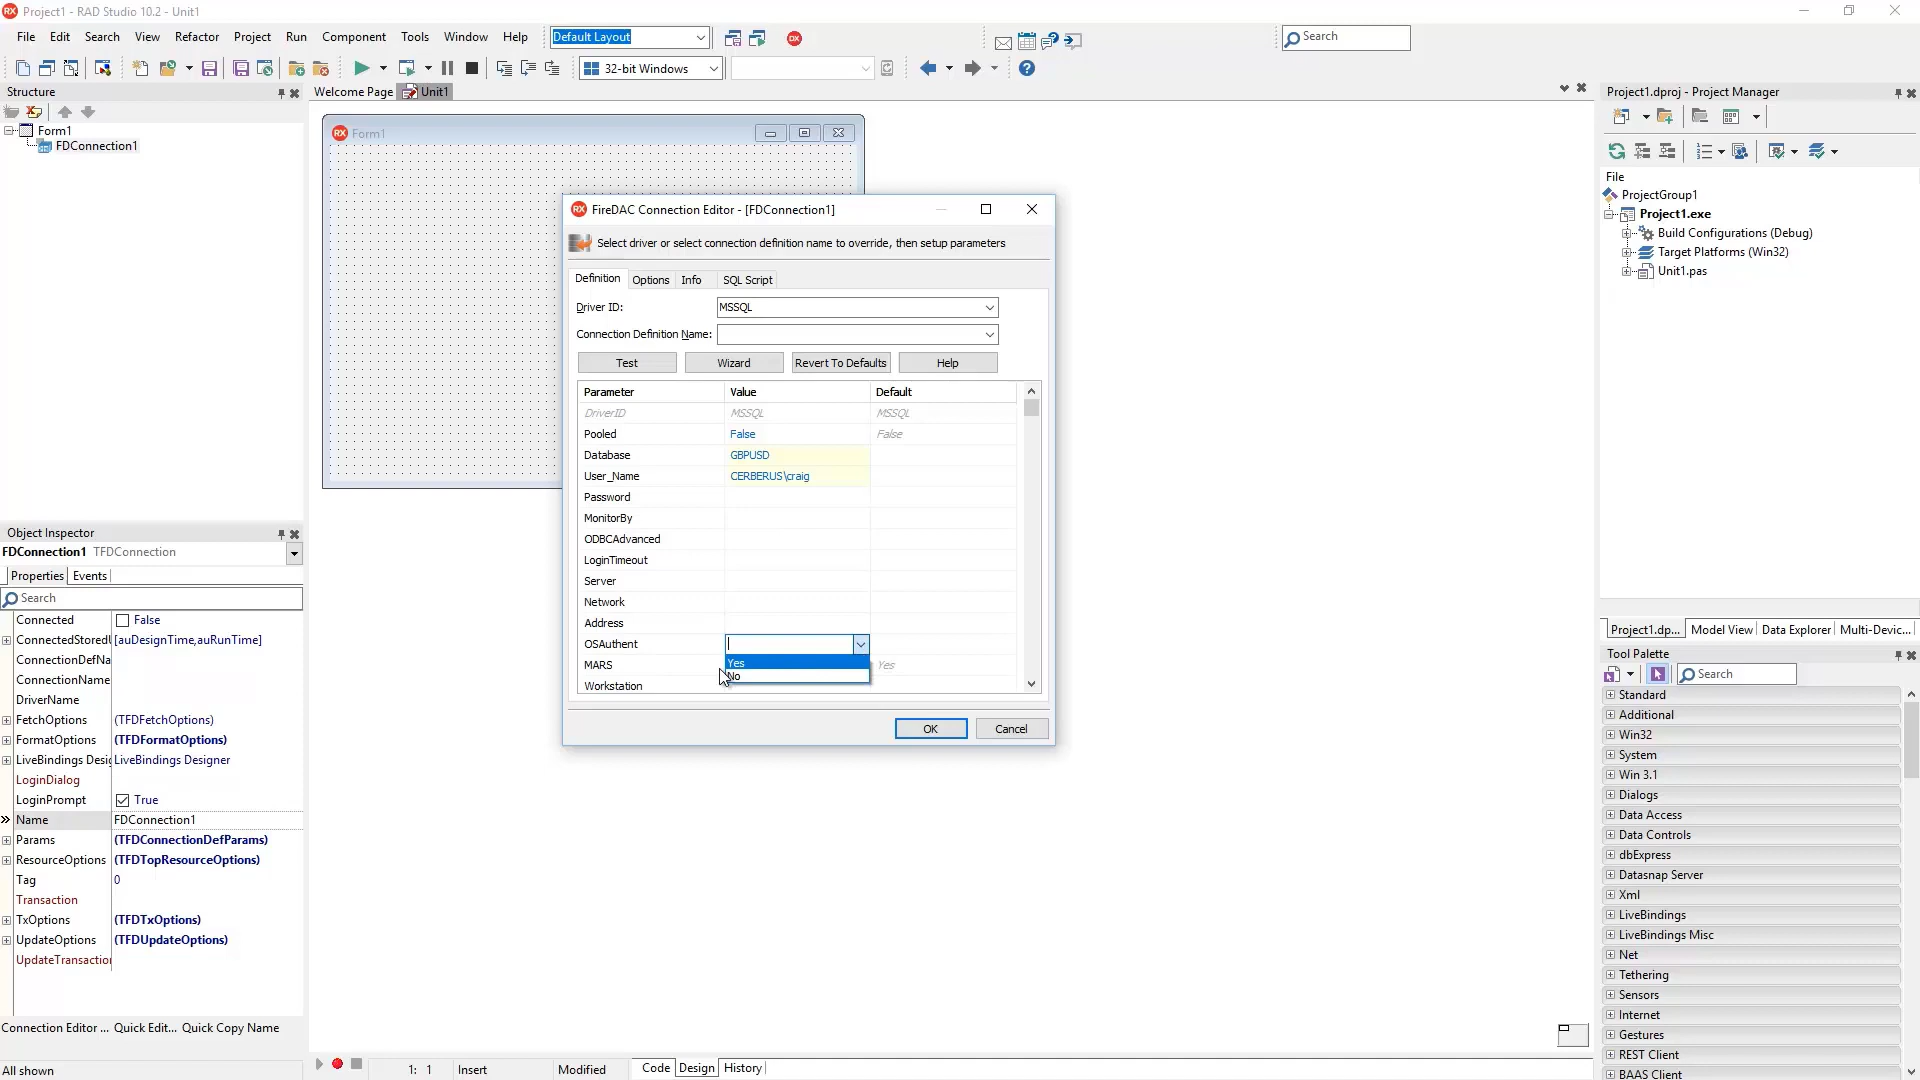 Project1 - RAD Studio 10.2 - Unit1
File Edit Search View Refactor Project Run Component Tools Window Help
Default Layout
Search
32-bit Windows
Structure
Form1
FDConnection1
Welcome Page Unit1
Form1
FireDAC Connection Editor - [FDConnection1]
Select driver or select connection definition name to override, then setup parameters
Definition Options Info SQL Script
Driver ID: MSSQL
Connection Definition Name:
Test Wizard Revert To Defaults Help
Parameter Value Default
DriverID MSSQL MSSQL
Pooled False False
Database GBPUSD
User_Name CERBERUS\craig
Password
MonitorBy
ODBCAdvanced
LoginTimeout
Server
Network
Address
OSAuthent
Yes
No
MARS Yes
Workstation
OK Cancel
Object Inspector
FDConnection1 TFDConnection
Properties Events
Search
Connected False
ConnectedStoredU [auDesignTime,auRunTime]
ConnectionDefNa
ConnectionName
DriverName
FetchOptions (TFDFetchOptions)
FormatOptions (TFDFormatOptions)
LiveBindings Desig LiveBindings Designer
LoginDialog
LoginPrompt True
Name FDConnection1
Params (TFDConnectionDefParams)
ResourceOptions (TFDTopResourceOptions)
Tag 0
Transaction
TxOptions (TFDTxOptions)
UpdateOptions (TFDUpdateOptions)
UpdateTransaction
Connection Editor ... Quick Edit... Quick Copy Name
All shown
1: 1 Insert Modified Code Design History
Project1.dproj - Project Manager
File
ProjectGroup1
Project1.exe
Build Configurations (Debug)
Target Platforms (Win32)
Unit1.pas
Project1.dp... Model View Data Explorer Multi-Devic...
Tool Palette
Search
Standard
Additional
Win32
System
Win 3.1
Dialogs
Data Access
Data Controls
dbExpress
Datasnap Server
Xml
LiveBindings
LiveBindings Misc
Net
Tethering
Sensors
Internet
Gestures
REST Client
BAAS Client